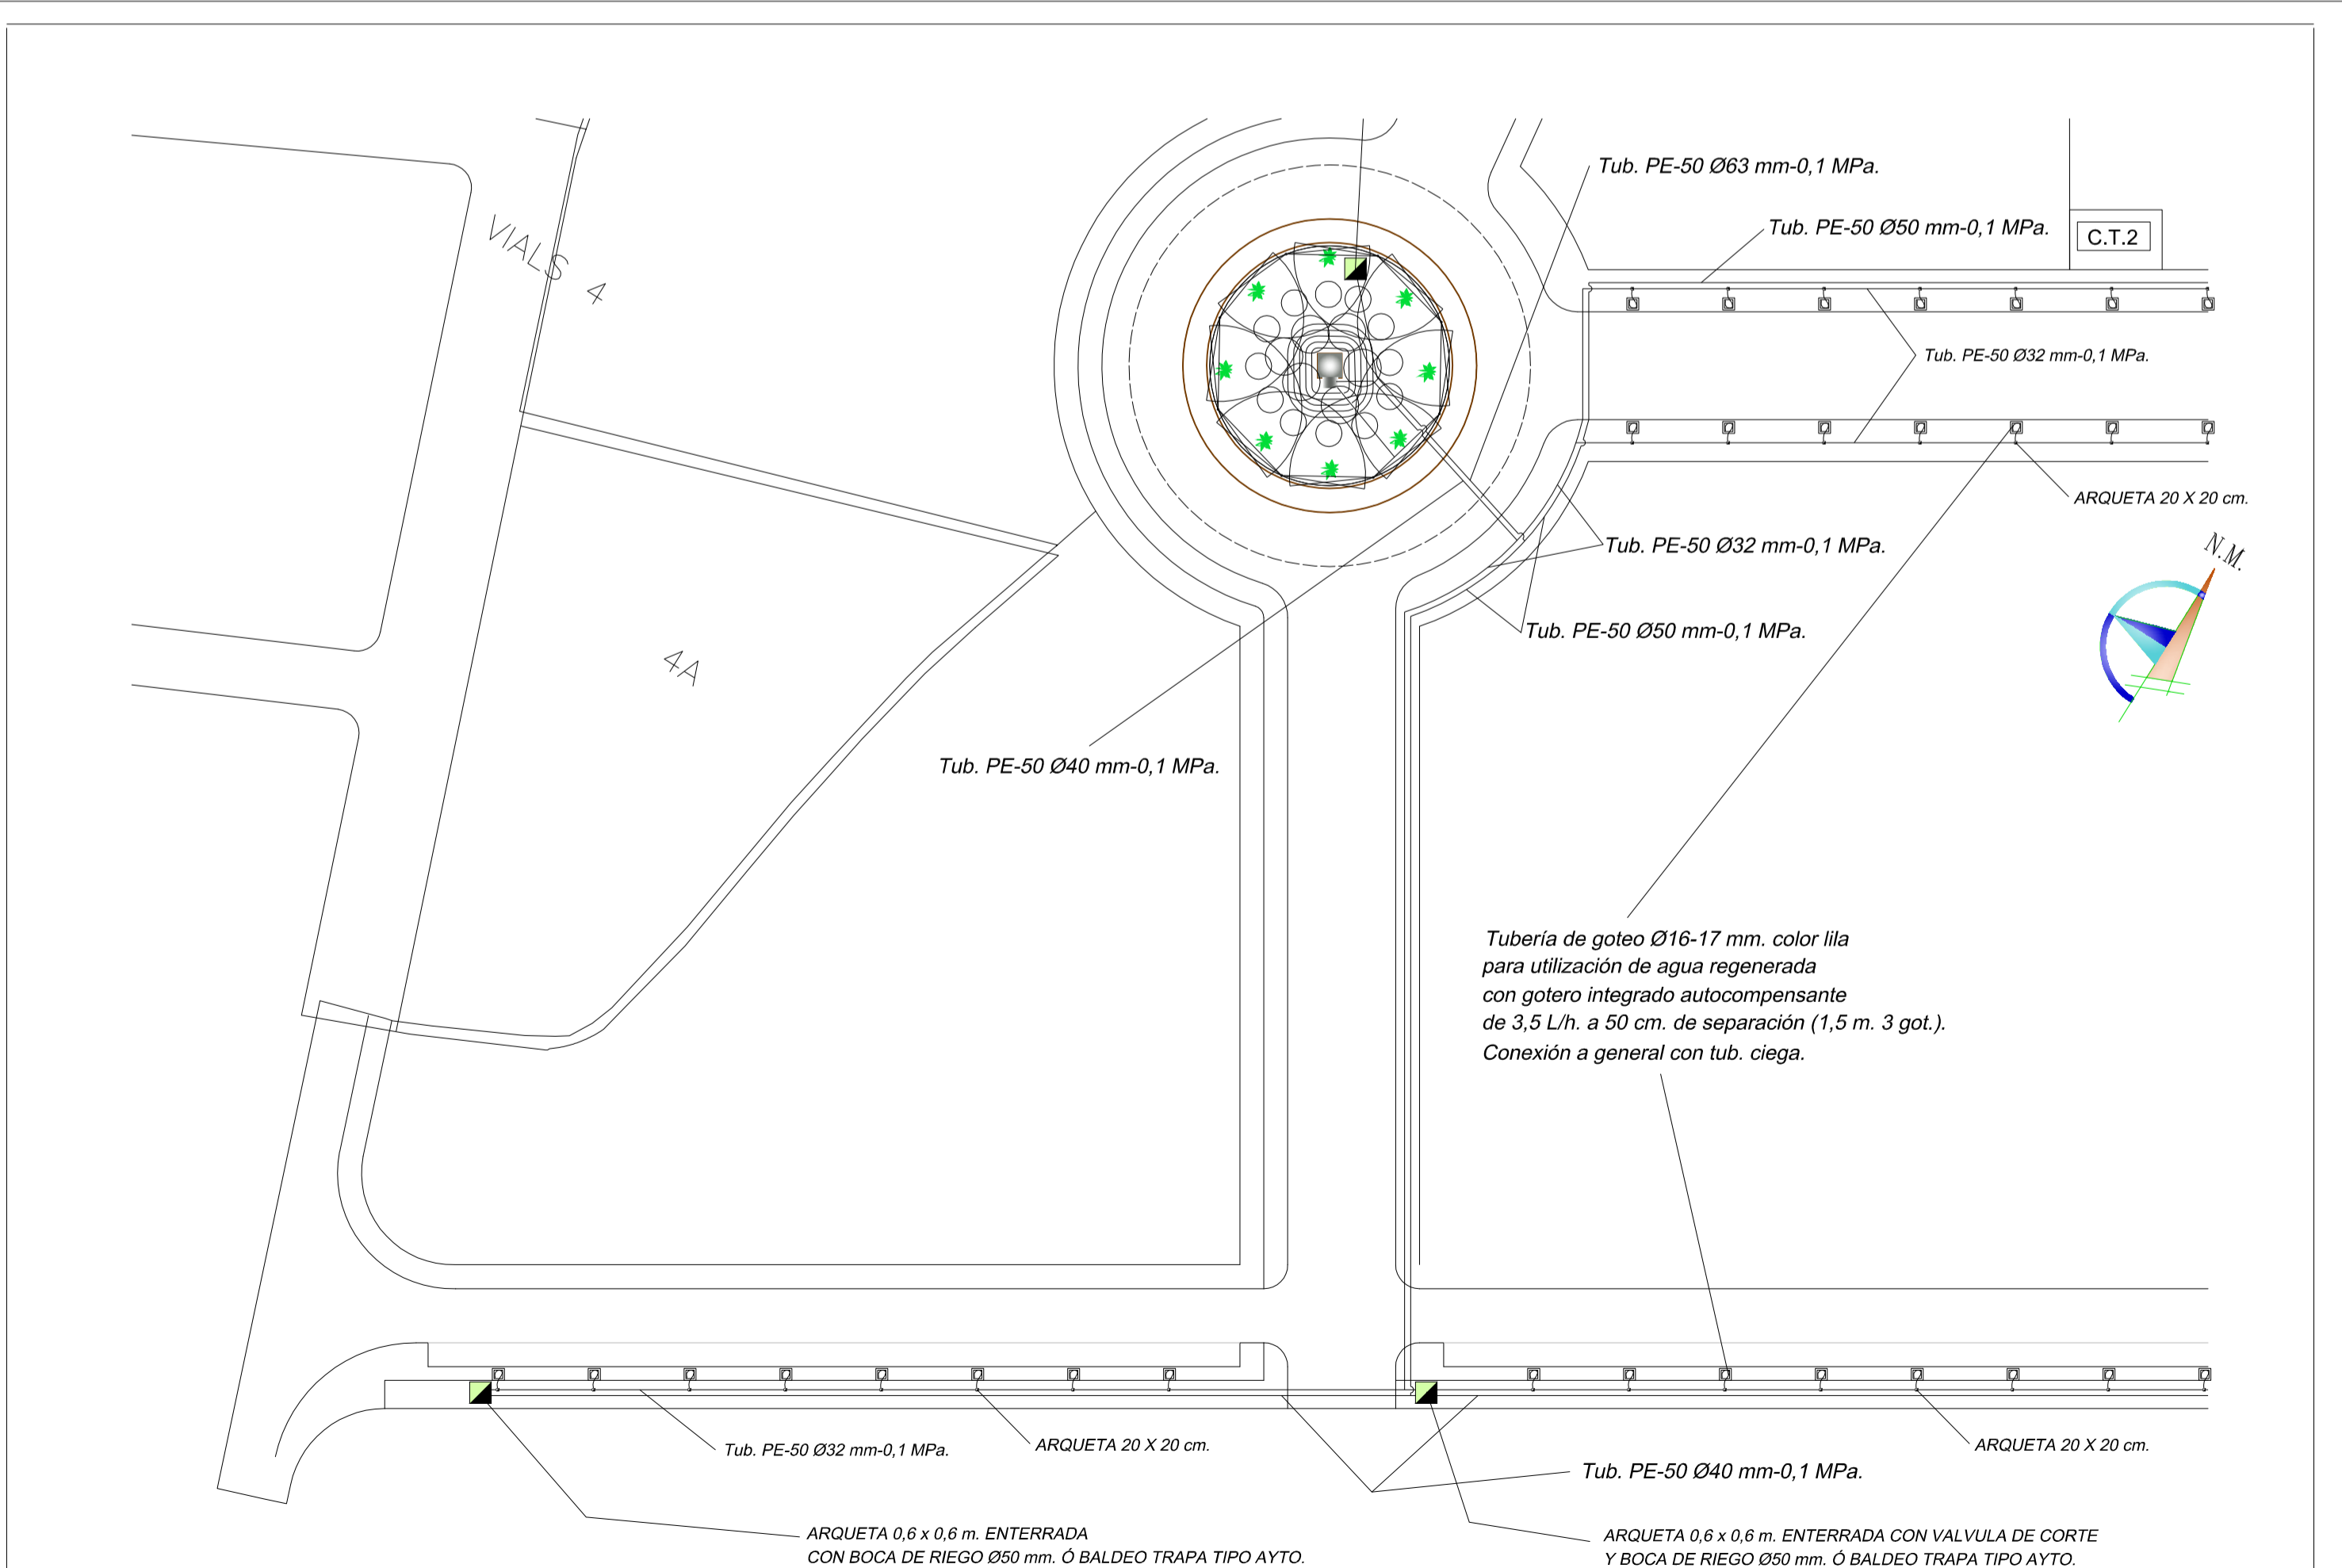 Tub. PE-50 Ø63 mm-0,1 MPa.
Tub. PE-50 Ø50 mm-0,1 MPa.
C.T.2
VIALS 4
Tub. PE-50 Ø32 mm-0,1 MPa.
ARQUETA 20 X 20 cm.
N.M.
Tub. PE-50 Ø32 mm-0,1 MPa.
Tub. PE-50 Ø50 mm-0,1 MPa.
4A
Tub. PE-50 Ø40 mm-0,1 MPa.
Tubería de goteo Ø16-17 mm. color lila
para utilización de agua regenerada
con gotero integrado autocompensante
de 3,5 L/h. a 50 cm. de separación (1,5 m. 3 got.).
Conexión a general con tub. ciega.
Tub. PE-50 Ø32 mm-0,1 MPa.
ARQUETA 20 X 20 cm.
ARQUETA 20 X 20 cm.
Tub. PE-50 Ø40 mm-0,1 MPa.
ARQUETA 0,6 x 0,6 m. ENTERRADA
CON BOCA DE RIEGO Ø50 mm. Ó BALDEO TRAPA TIPO AYTO.
ARQUETA 0,6 x 0,6 m. ENTERRADA CON VALVULA DE CORTE
Y BOCA DE RIEGO Ø50 mm. Ó BALDEO TRAPA TIPO AYTO.